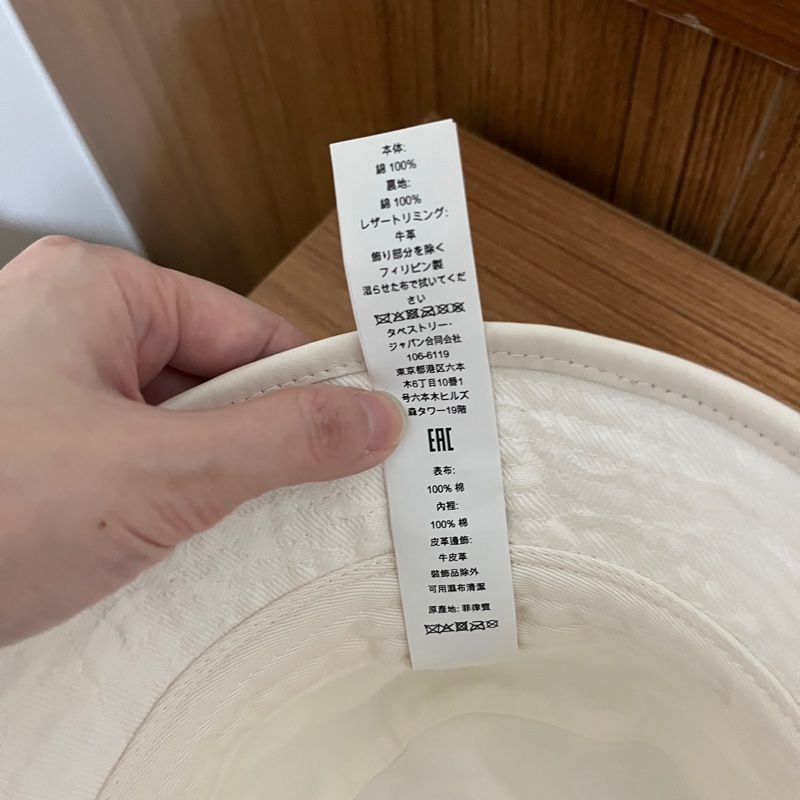 本体:
綿 100%
裏地:
綿 100%
レザートリミング:
牛革
飾り部分を除く
フィリピン製
湿らせた布で拭いてくだ
さい
タペストリー・
ジャパン合同会社
106-6119
東京都港区六本
木6丁目10番1
号六本木ヒルズ
森タワー19階
EAC
表布:
100% 棉
內裡:
100% 棉
皮革邊飾:
牛皮革
裝飾品除外
可用濕布清潔
原產地: 菲律賓